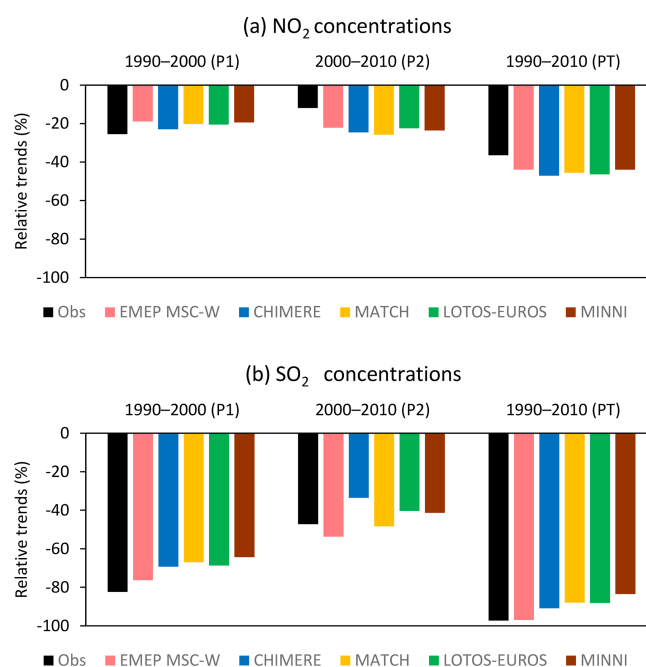 (a) NO2 concentrations
1990–2000 (P1) 2000–2010 (P2) 1990–2010 (PT)
Relative trends (%)
0
-20
-40
-60
-80
-100
Obs EMEP MSC-W CHIMERE MATCH LOTOS-EUROS MINNI
(b) SO2 concentrations
1990–2000 (P1) 2000–2010 (P2) 1990–2010 (PT)
Relative trends (%)
0
-20
-40
-60
-80
-100
Obs EMEP MSC-W CHIMERE MATCH LOTOS-EUROS MINNI